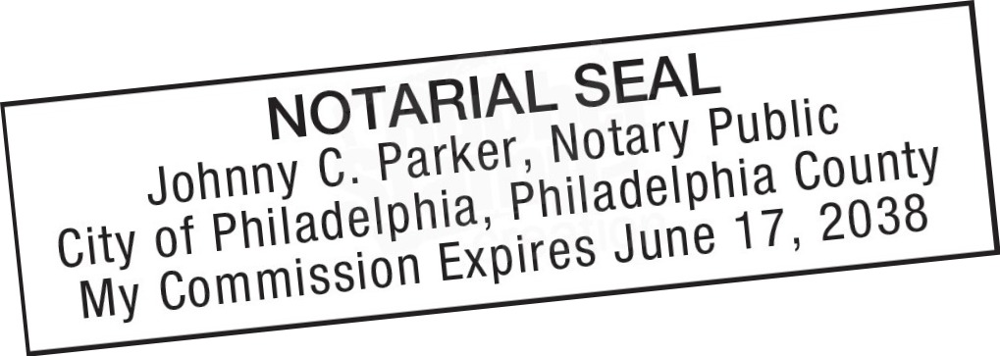 NOTARIAL SEAL
Johnny C. Parker, Notary Public
City of Philadelphia, Philadelphia County
My Commission Expires June 17, 2038